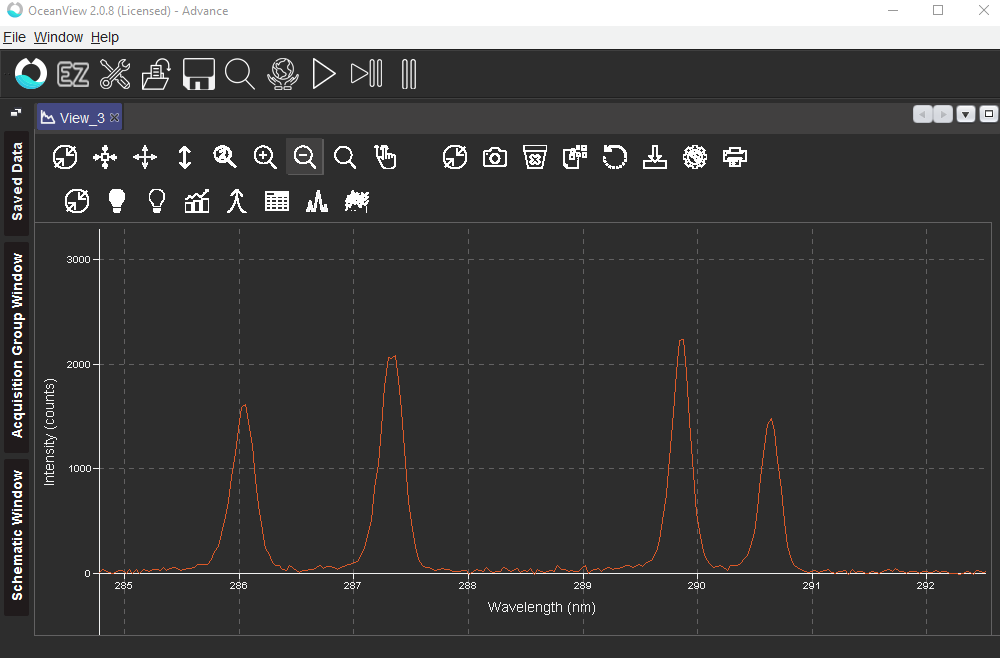 OceanView 2.0.8 (Licensed) - Advance
File Window Help
EZ
View_3
Saved Data
Acquisition Group Window
Schematic Window
3000
2000
1000
0
Intensity (counts)
285 286 287 288 289 290 291 292
Wavelength (nm)